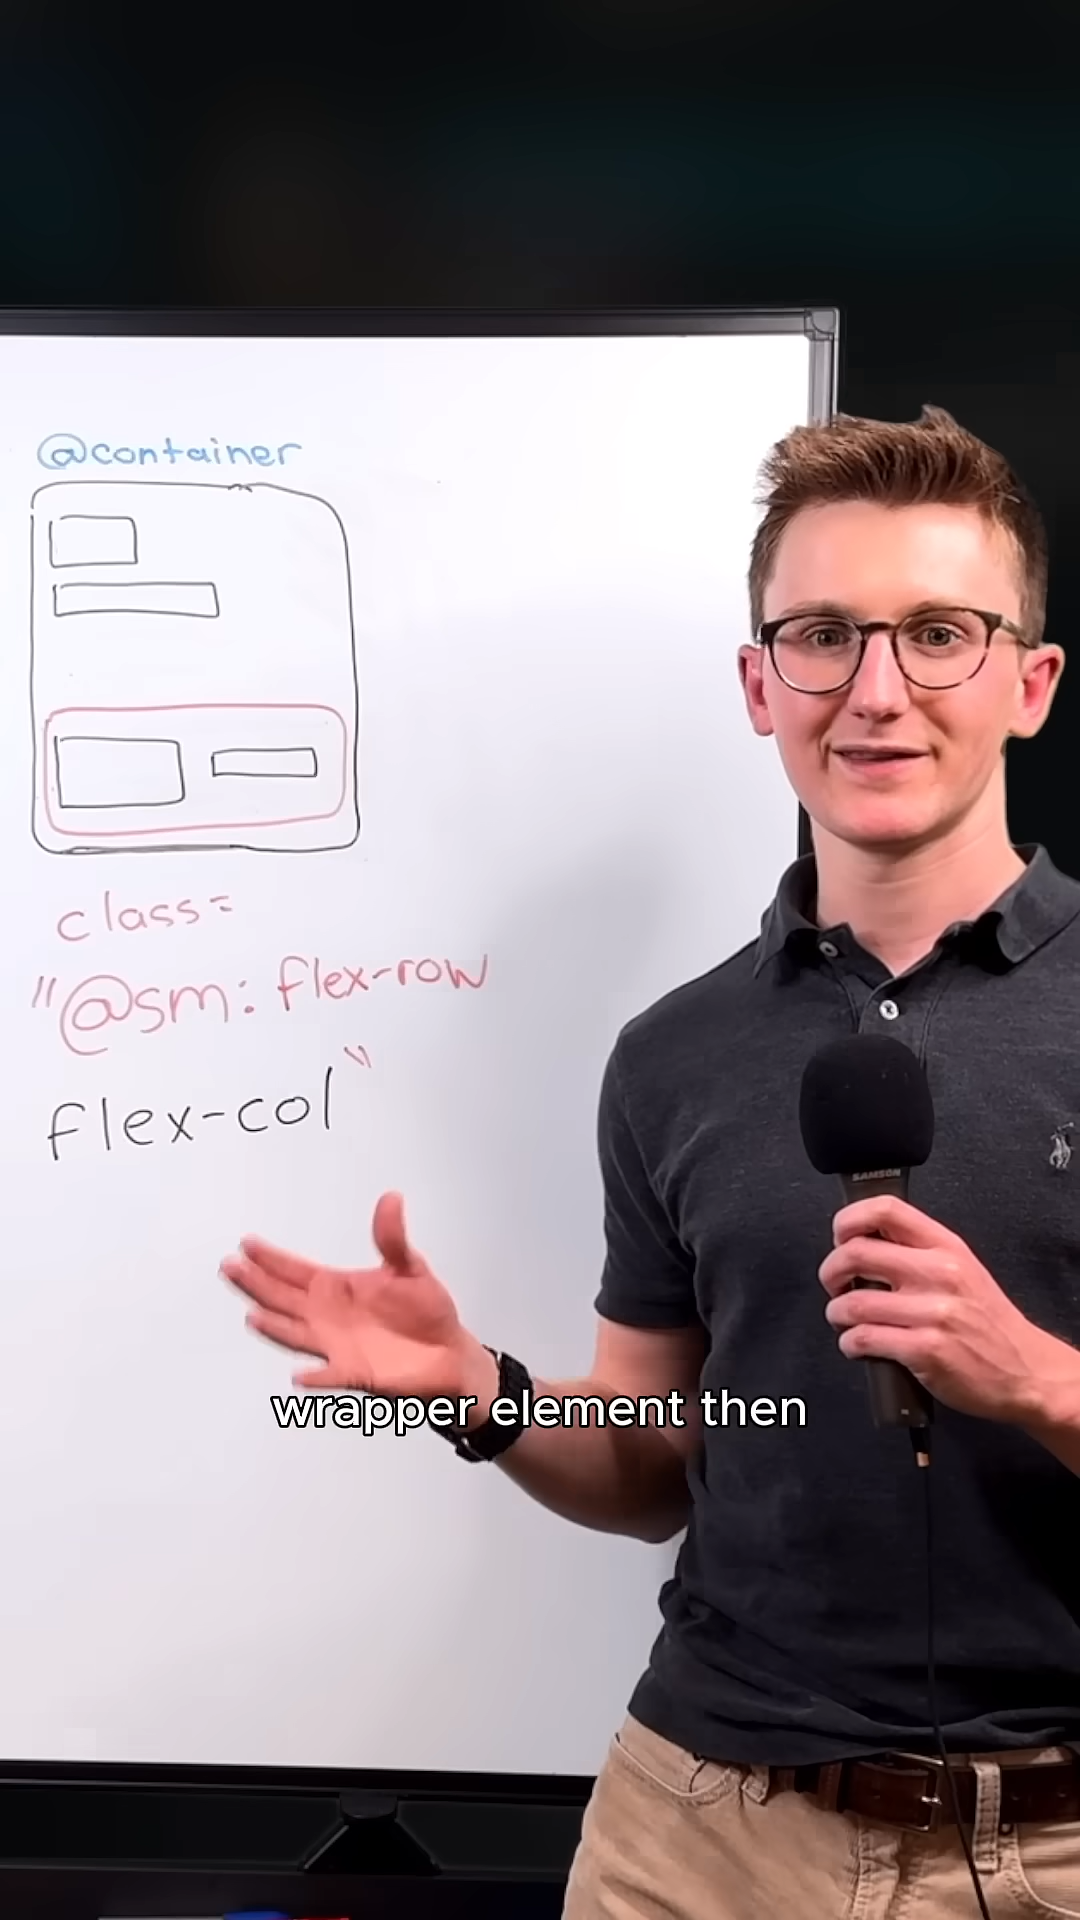 @container
class=
"@sm: flex-row
flex-col"
SAMSON
wrapper element then